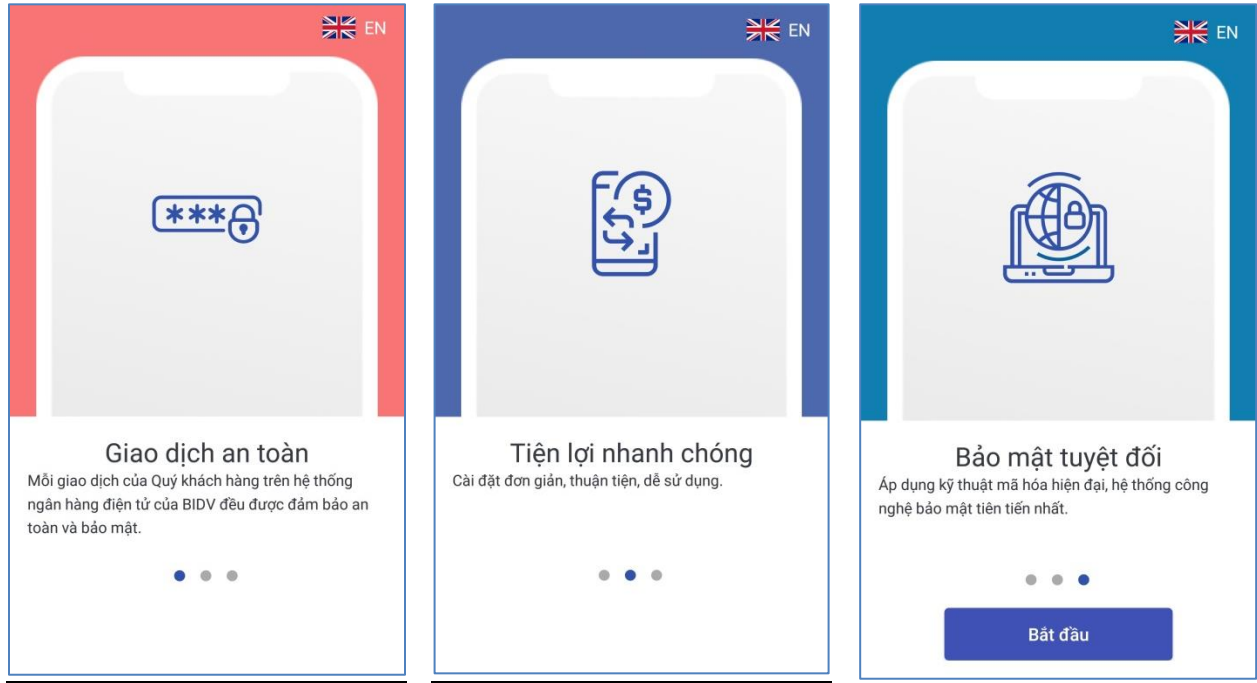 EN
Giao dịch an toàn
Mỗi giao dịch của Quý khách hàng trên hệ thống
ngân hàng điện tử của BIDV đều được đảm bảo an
toàn và bảo mật.
EN
Tiện lợi nhanh chóng
Cài đặt đơn giản, thuận tiện, dễ sử dụng.
EN
Bảo mật tuyệt đối
Áp dụng kỹ thuật mã hóa hiện đại, hệ thống công
nghệ bảo mật tiên tiến nhất.
Bắt đầu